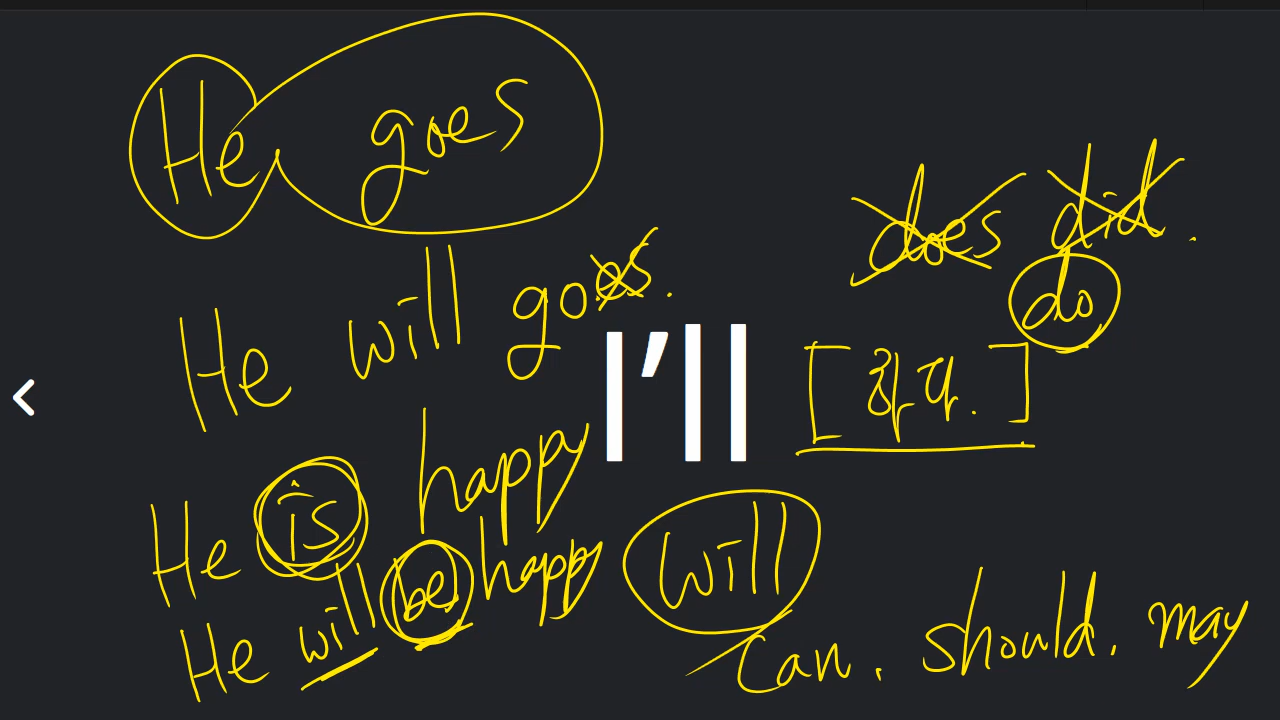 He goes
does did.
do
He will goes.
I'll [ 할 다. ]
He is happy
He will be happy
will
can. should. may